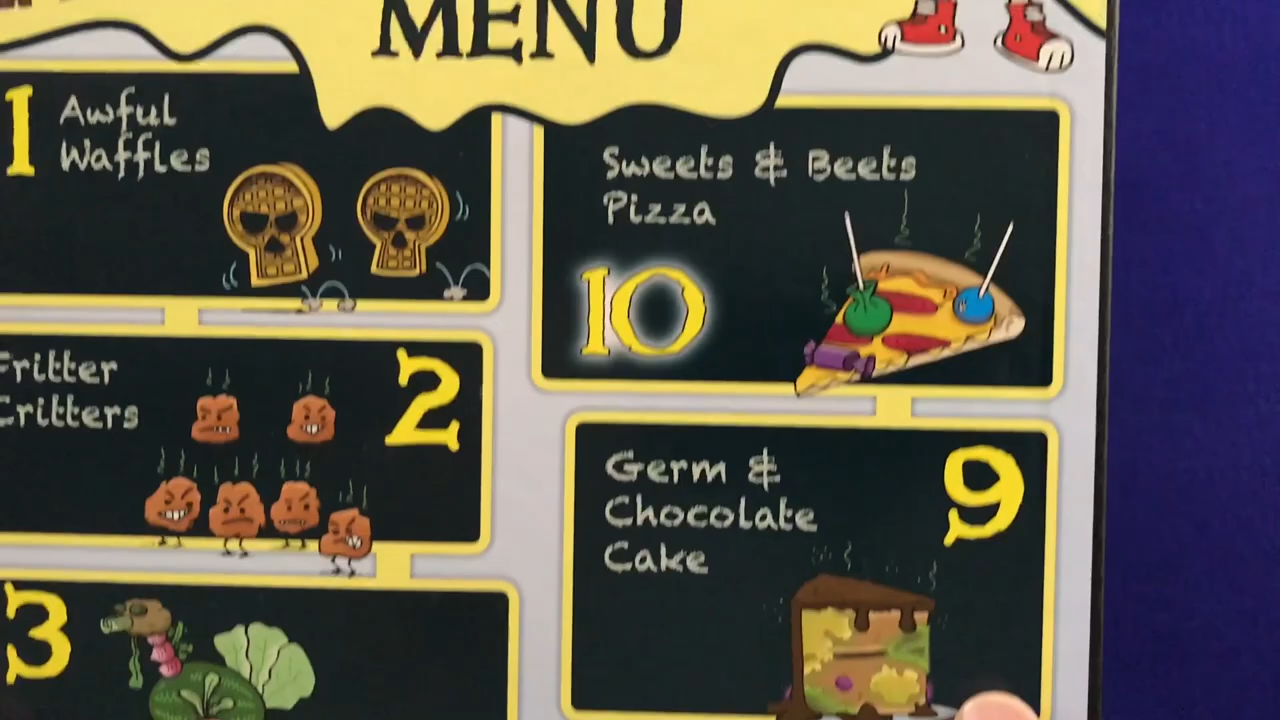 MENU
1 Awful
Waffles
Sweets & Beets
Pizza
10
Fritter
Critters
2
Germ &
Chocolate
Cake
9
3